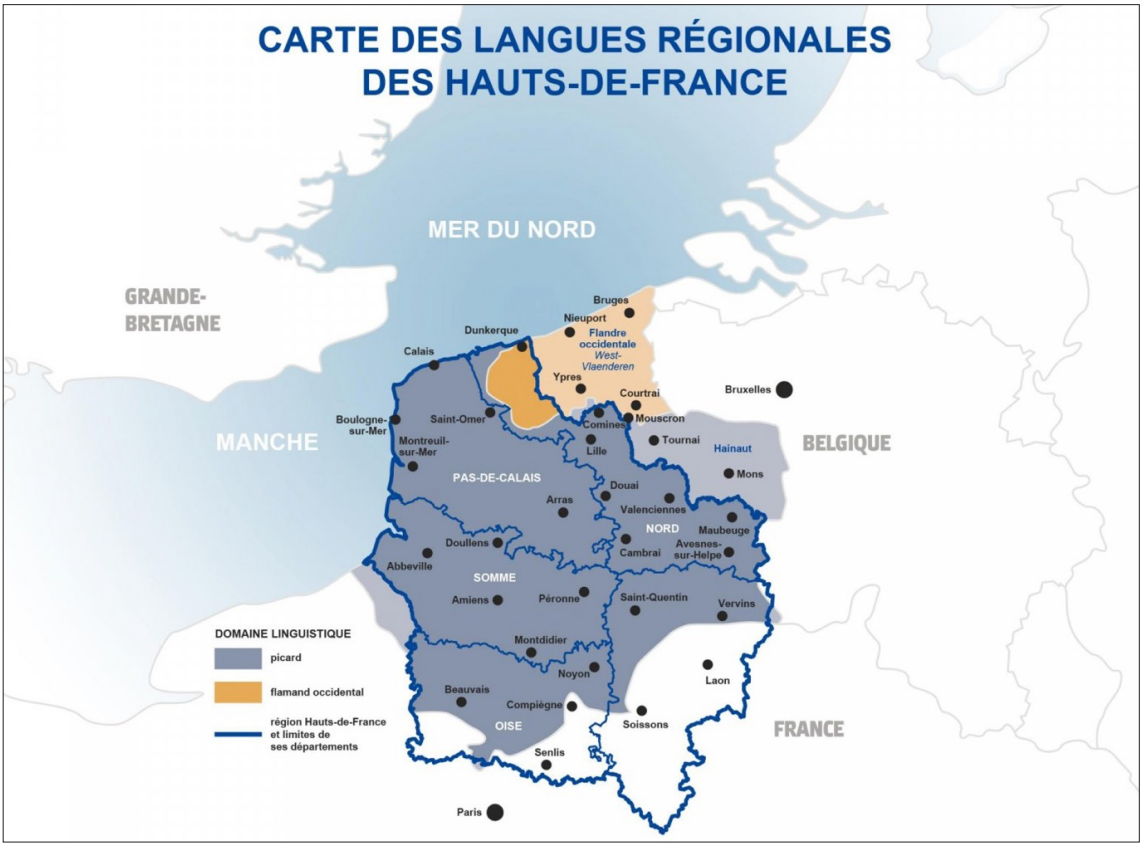 CARTE DES LANGUES RÉGIONALES
DES HAUTS-DE-FRANCE
MER DU NORD
GRANDE-
BRETAGNE
Bruges
Nieuport
Dunkerque
Flandre
occidentale
West-
Vlaenderen
Calais
Ypres
Bruxelles
Courtrai
Boulogne-
sur-Mer
Saint-Omer
Comines
Mouscron
MANCHE
Tournai
BELGIQUE
Montreuil-
sur-Mer
Lille
Hainaut
PAS-DE-CALAIS
Mons
Douai
Arras
Valenciennes
NORD
Maubeuge
Doullens
Cambrai
Avesnes-
sur-Helpe
Abbeville
SOMME
Amiens
Péronne
Saint-Quentin
Vervins
DOMAINE LINGUISTIQUE
picard
flamand occidental
région Hauts-de-France
et limites de
ses départements
Montdidier
Noyon
Laon
Beauvais
Compiègne
OISE
Soissons
FRANCE
Senlis
Paris